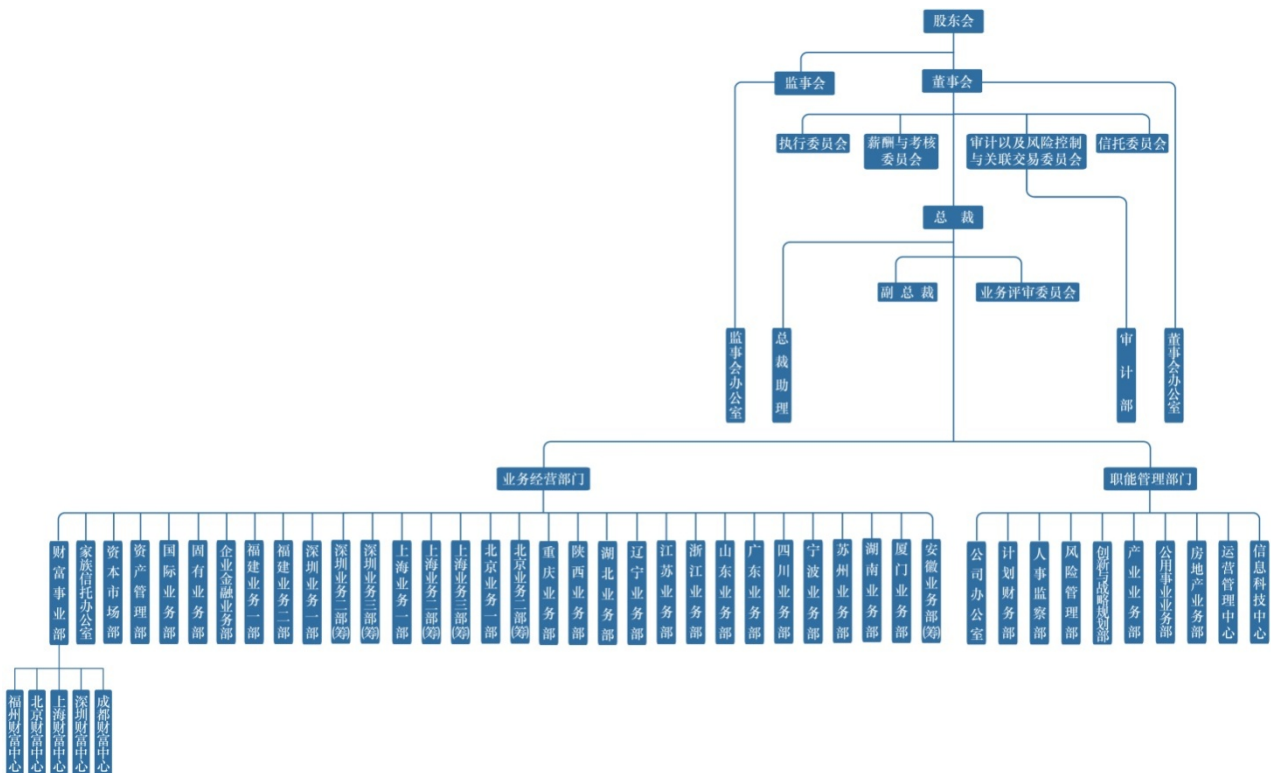 股东会
监事会
董事会
执行委员会
薪酬与考核
委员会
审计以及风险控制
与关联交易委员会
信托委员会
总裁
副总裁
业务评审委员会
监事会办公室
总裁助理
审计部
董事会办公室
业务经营部门
职能管理部门
财富事业部
家族信托办公室
资本市场部
资产管理部
国际业务部
固有业务部
企业金融业务部
福建业务一部
福建业务二部
深圳业务一部
深圳业务二部(筹)
深圳业务三部(筹)
上海业务一部
上海业务二部(筹)
上海业务三部(筹)
北京业务一部
北京业务二部(筹)
重庆业务部
陕西业务部
湖北业务部
辽宁业务部
江苏业务部
浙江业务部
山东业务部
广东业务部
四川业务部
宁波业务部
苏州业务部
湖南业务部
厦门业务部
安徽业务部(筹)
公司办公室
计划财务部
人事监察部
风险管理部
创新与战略规划部
产业业务部
公用事业业务部
房地产业务部
运营管理中心
信息科技中心
福州财富中心
北京财富中心
上海财富中心
深圳财富中心
成都财富中心